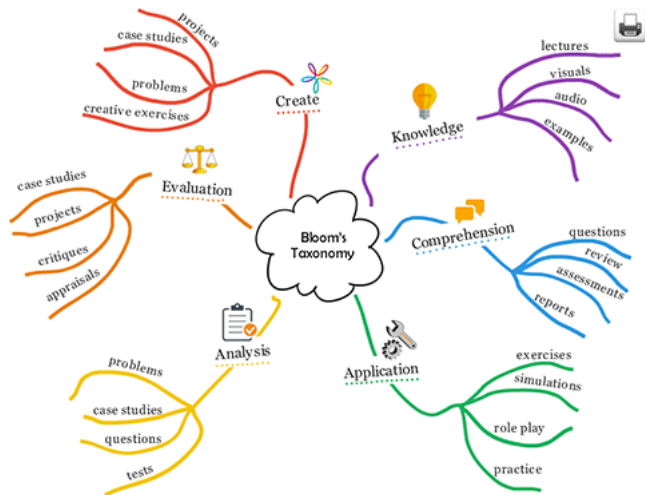 Bloom's
Taxonomy
Knowledge
lectures
visuals
audio
examples
Comprehension
questions
review
assessments
reports
Application
exercises
simulations
role play
practice
Analysis
problems
case studies
questions
tests
Evaluation
case studies
projects
critiques
appraisals
Create
projects
case studies
problems
creative exercises